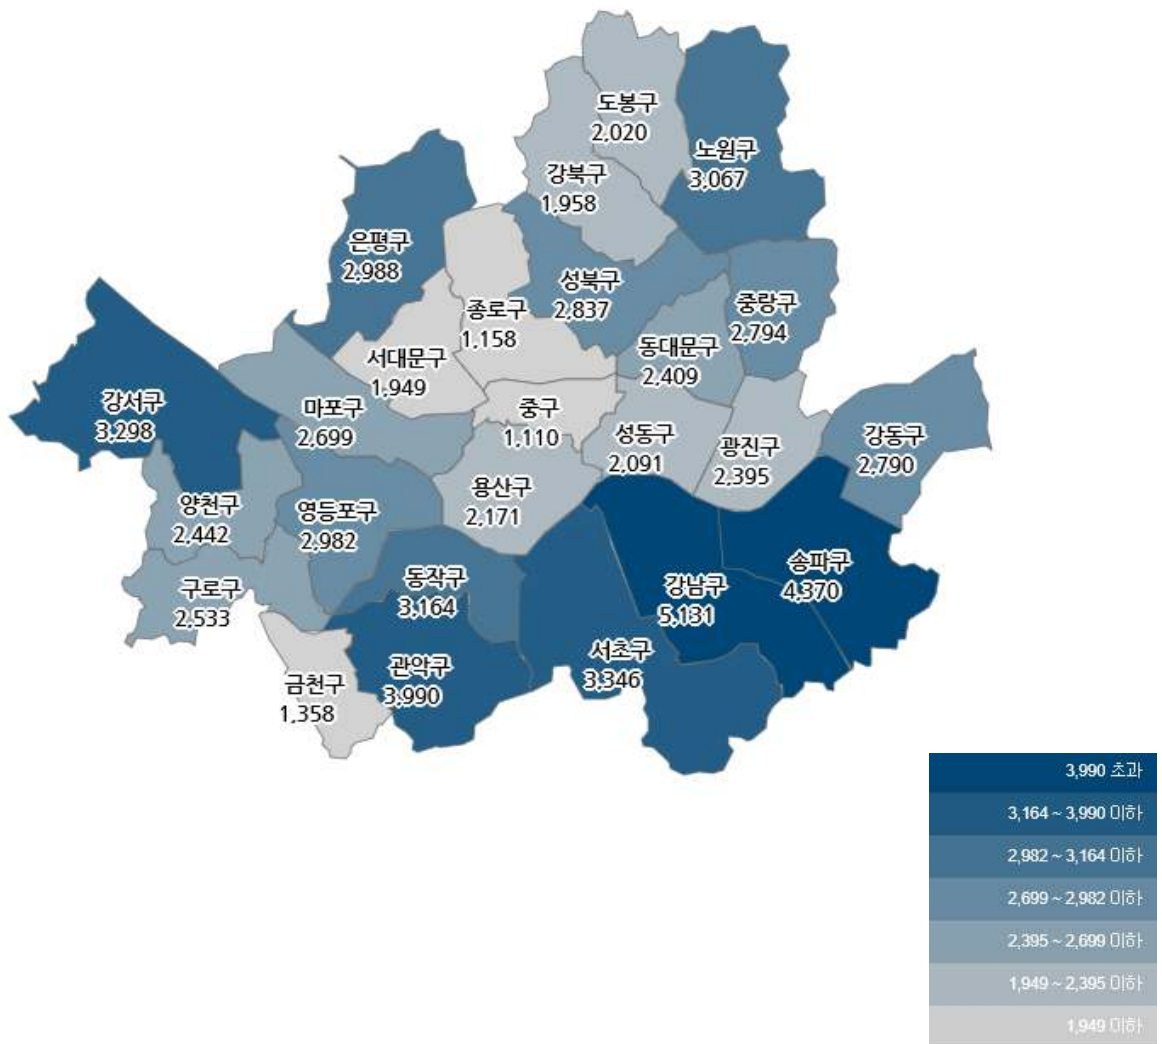 도봉구
2,020
노원구
3,067
강북구
1,958
은평구
2,988
성북구
2,837
중랑구
2,794
종로구
1,158
동대문구
2,409
서대문구
1,949
강서구
3,298
마포구
2,699
중구
1,110
성동구
2,091
광진구
2,395
강동구
2,790
양천구
2,442
영등포구
2,982
용산구
2,171
송파구
4,370
구로구
2,533
동작구
3,164
강남구
5,131
서초구
3,346
관악구
3,990
금천구
1,358
3,990 초과
3,164 ~ 3,990 이하
2,982 ~ 3,164 이하
2,699 ~ 2,982 이하
2,395 ~ 2,699 이하
1,949 ~ 2,395 이하
1,949 이하